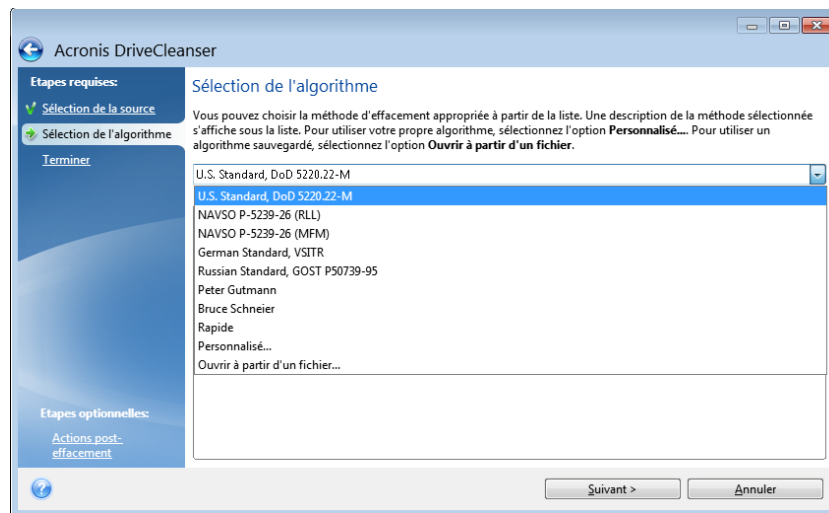 Acronis DriveCleanser
Etapes requises:
Sélection de la source
Sélection de l'algorithme
Terminer
Sélection de l'algorithme
Vous pouvez choisir la méthode d'effacement appropriée à partir de la liste. Une description de la méthode sélectionnée
s'affiche sous la liste. Pour utiliser votre propre algorithme, sélectionnez l'option Personnalisé.... Pour utiliser un
algorithme sauvegardé, sélectionnez l'option Ouvrir à partir d'un fichier.
U.S. Standard, DoD 5220.22-M
U.S. Standard, DoD 5220.22-M
NAVSO P-5239-26 (RLL)
NAVSO P-5239-26 (MFM)
German Standard, VSITR
Russian Standard, GOST P50739-95
Peter Gutmann
Bruce Schneier
Rapide
Personnalisé...
Ouvrir à partir d'un fichier...
Etapes optionnelles:
Actions post-
effacement
Suivant >
Annuler